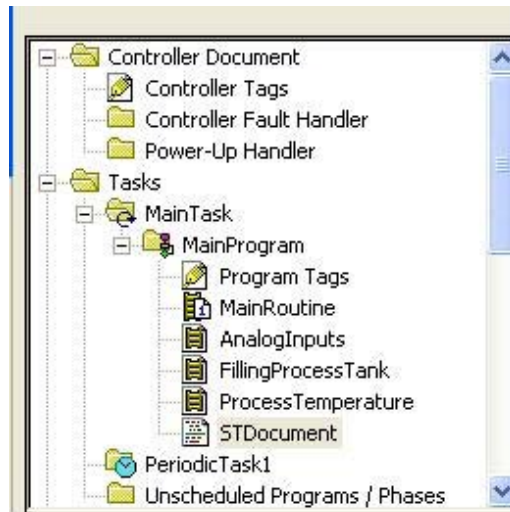 Controller Document
Controller Tags
Controller Fault Handler
Power-Up Handler
Tasks
MainTask
MainProgram
Program Tags
MainRoutine
AnalogInputs
FillingProcessTank
ProcessTemperature
STDocument
PeriodicTask1
Unscheduled Programs / Phases